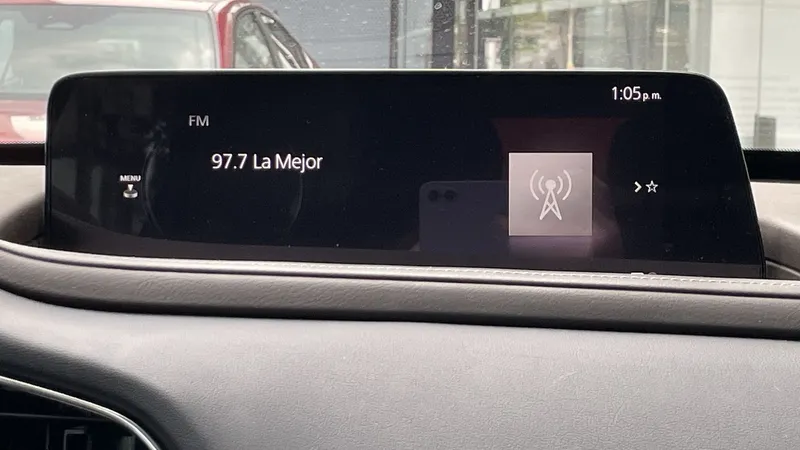 1:05 p.m.
FM
97.7 La Mejor
MENU